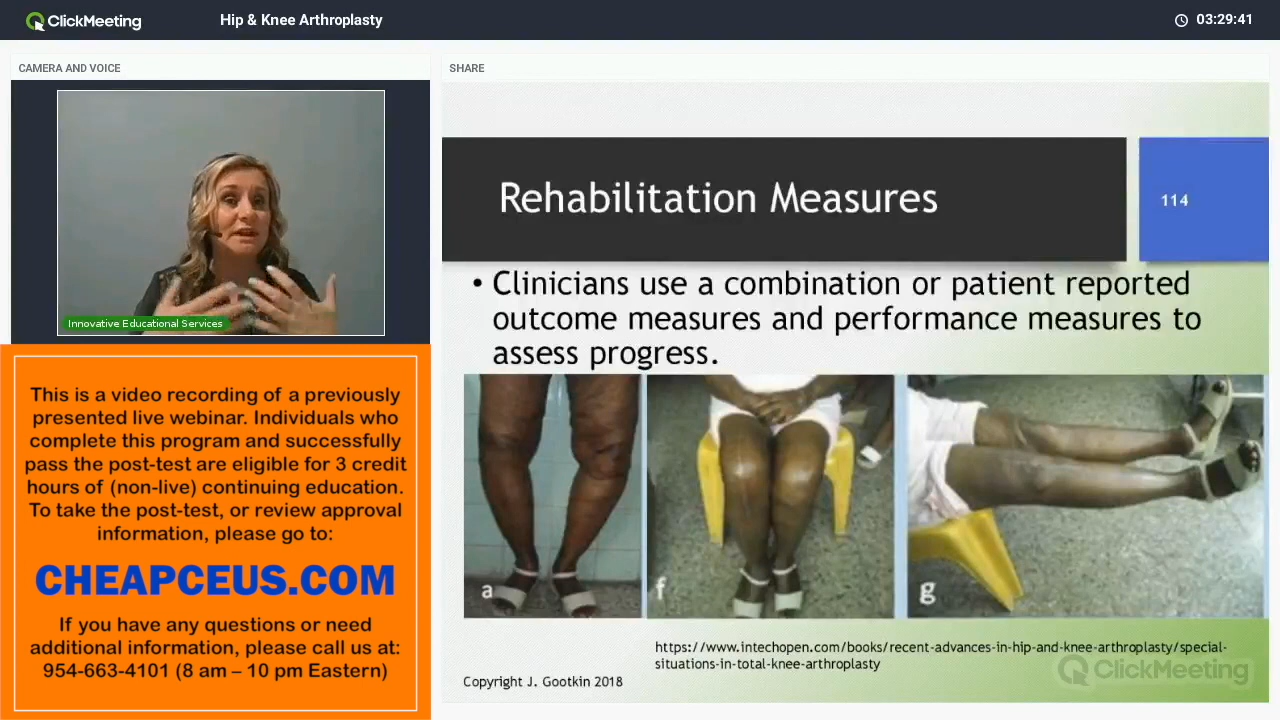 ClickMeeting
Hip & Knee Arthroplasty
03:29:41
CAMERA AND VOICE
Innovative Educational Services
This is a video recording of a previously
presented live webinar. Individuals who
complete this program and successfully
pass the post-test are eligible for 3 credit
hours of (non-live) continuing education.
To take the post-test, or review approval
information, please go to:
CHEAPCEUS.COM
If you have any questions or need
additional information, please call us at:
954-663-4101 (8 am – 10 pm Eastern)
SHARE
Rehabilitation Measures
114
• Clinicians use a combination or patient reported
outcome measures and performance measures to
assess progress.
a
f
g
https://www.intechopen.com/books/recent-advances-in-hip-and-knee-arthroplasty/special-
situations-in-total-knee-arthroplasty
Copyright J. Gootkin 2018
ClickMeeting